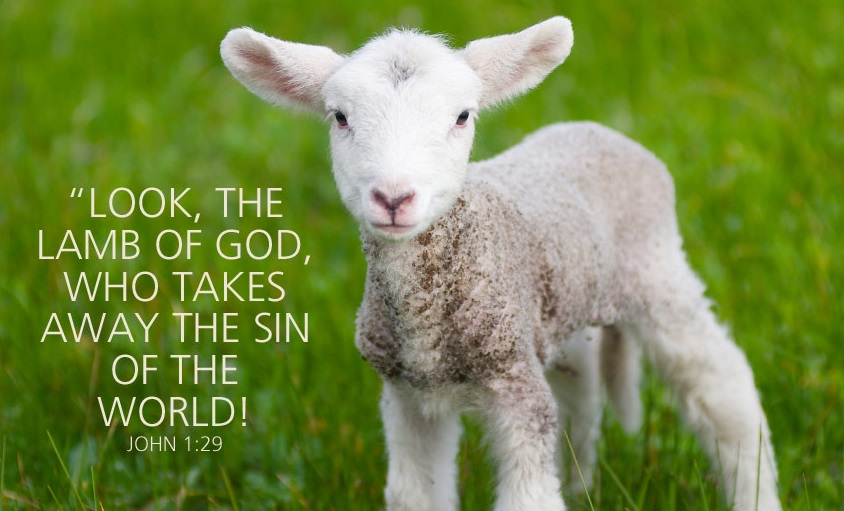 “LOOK, THE
LAMB OF GOD,
WHO TAKES
AWAY THE SIN
OF THE
WORLD!
JOHN 1:29